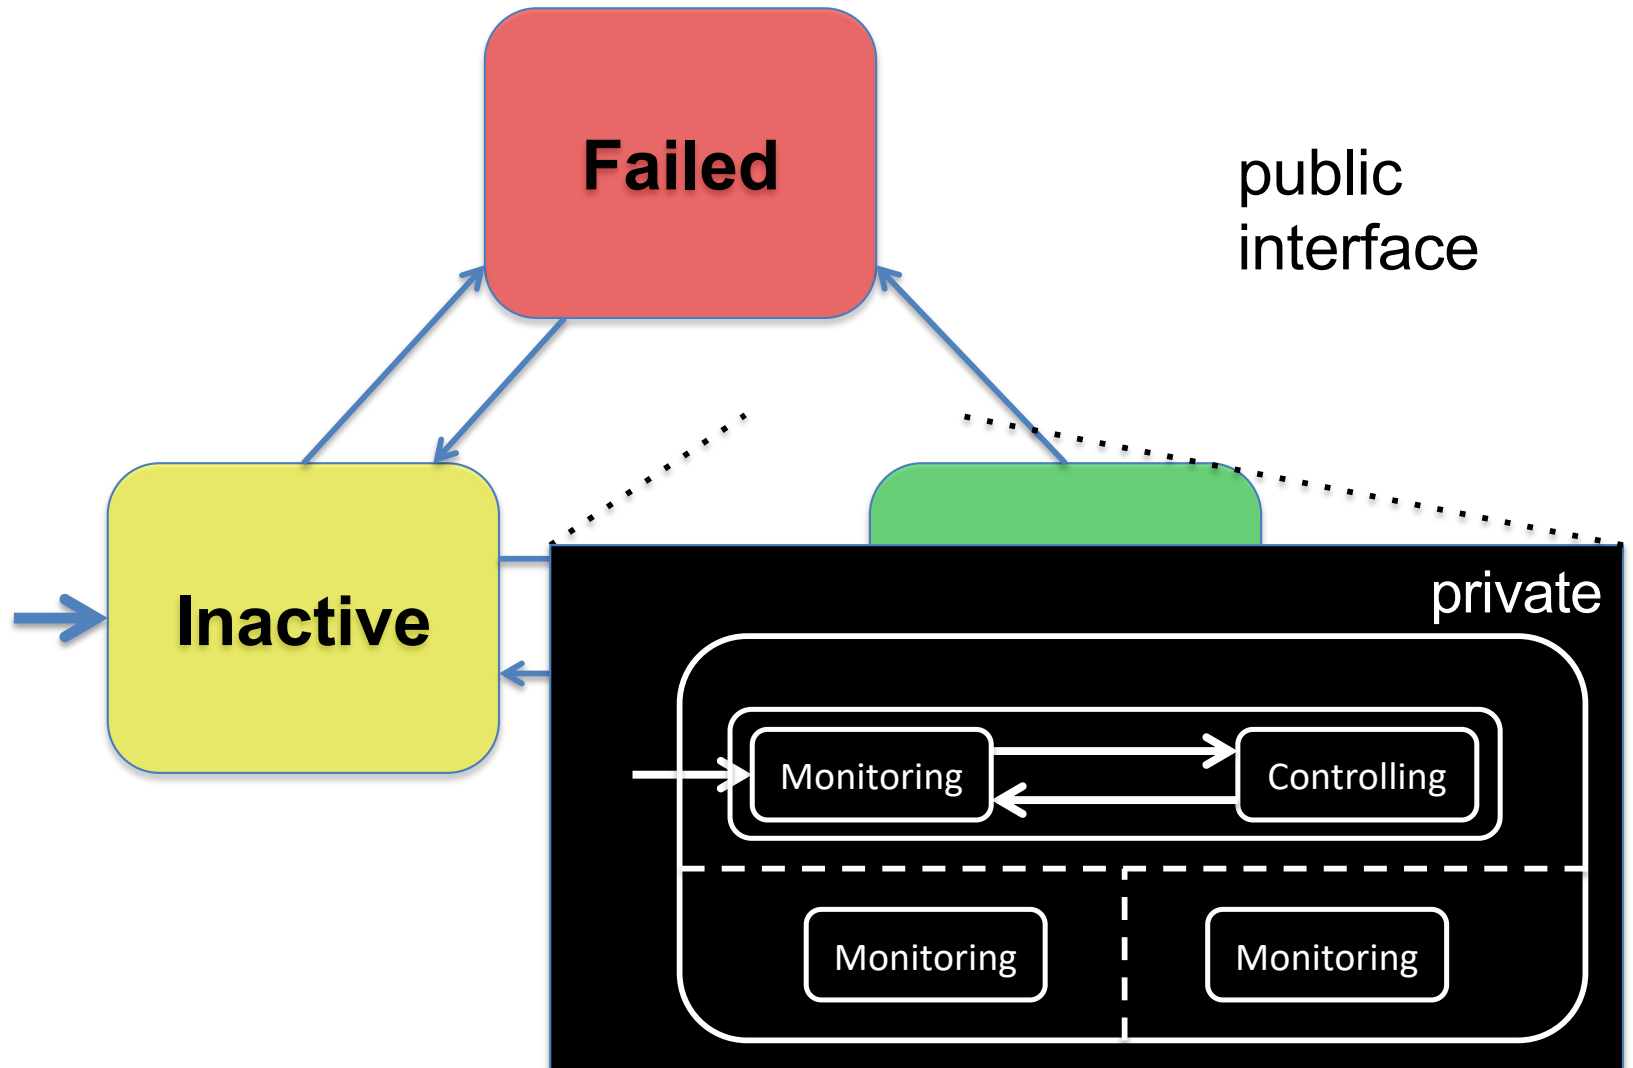 Failed
public
interface
Inactive
private
Monitoring
Controlling
Monitoring
Monitoring